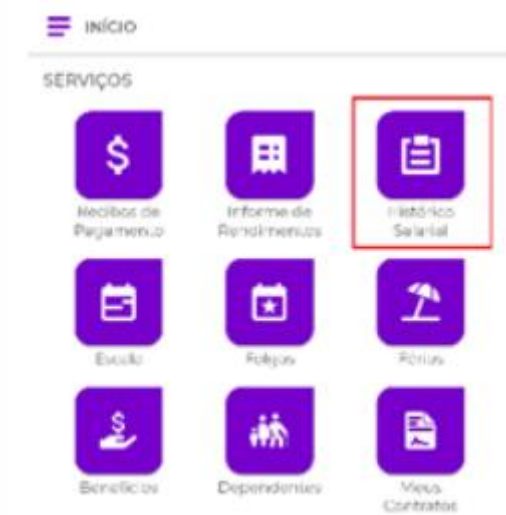 INÍCIO
SERVIÇOS
Recibos de
Pagamento
Informe de
Rendimentos
Histórico
Salarial
Escala
Folgas
Férias
Benefícios
Dependentes
Meus
Contratos